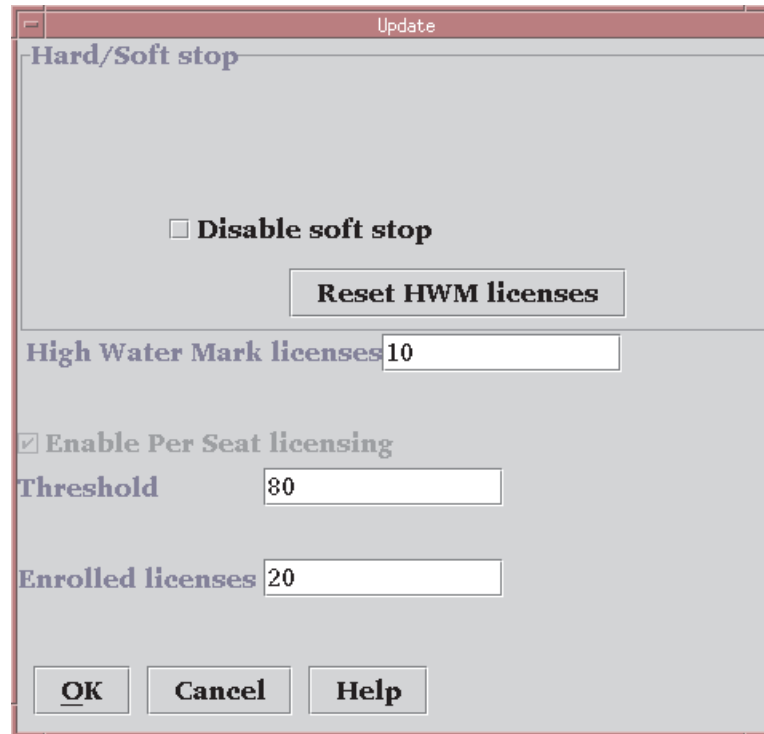 Update
Hard/Soft stop
Disable soft stop
Reset HWM licenses
High Water Mark licenses 10
Enable Per Seat licensing
Threshold 80
Enrolled licenses 20
OK Cancel Help